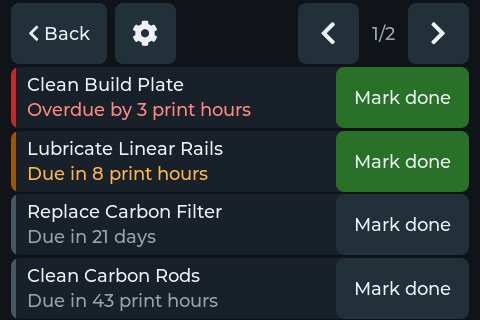 Back
1/2
Clean Build Plate
Overdue by 3 print hours
Mark done
Lubricate Linear Rails
Due in 8 print hours
Mark done
Replace Carbon Filter
Due in 21 days
Mark done
Clean Carbon Rods
Due in 43 print hours
Mark done